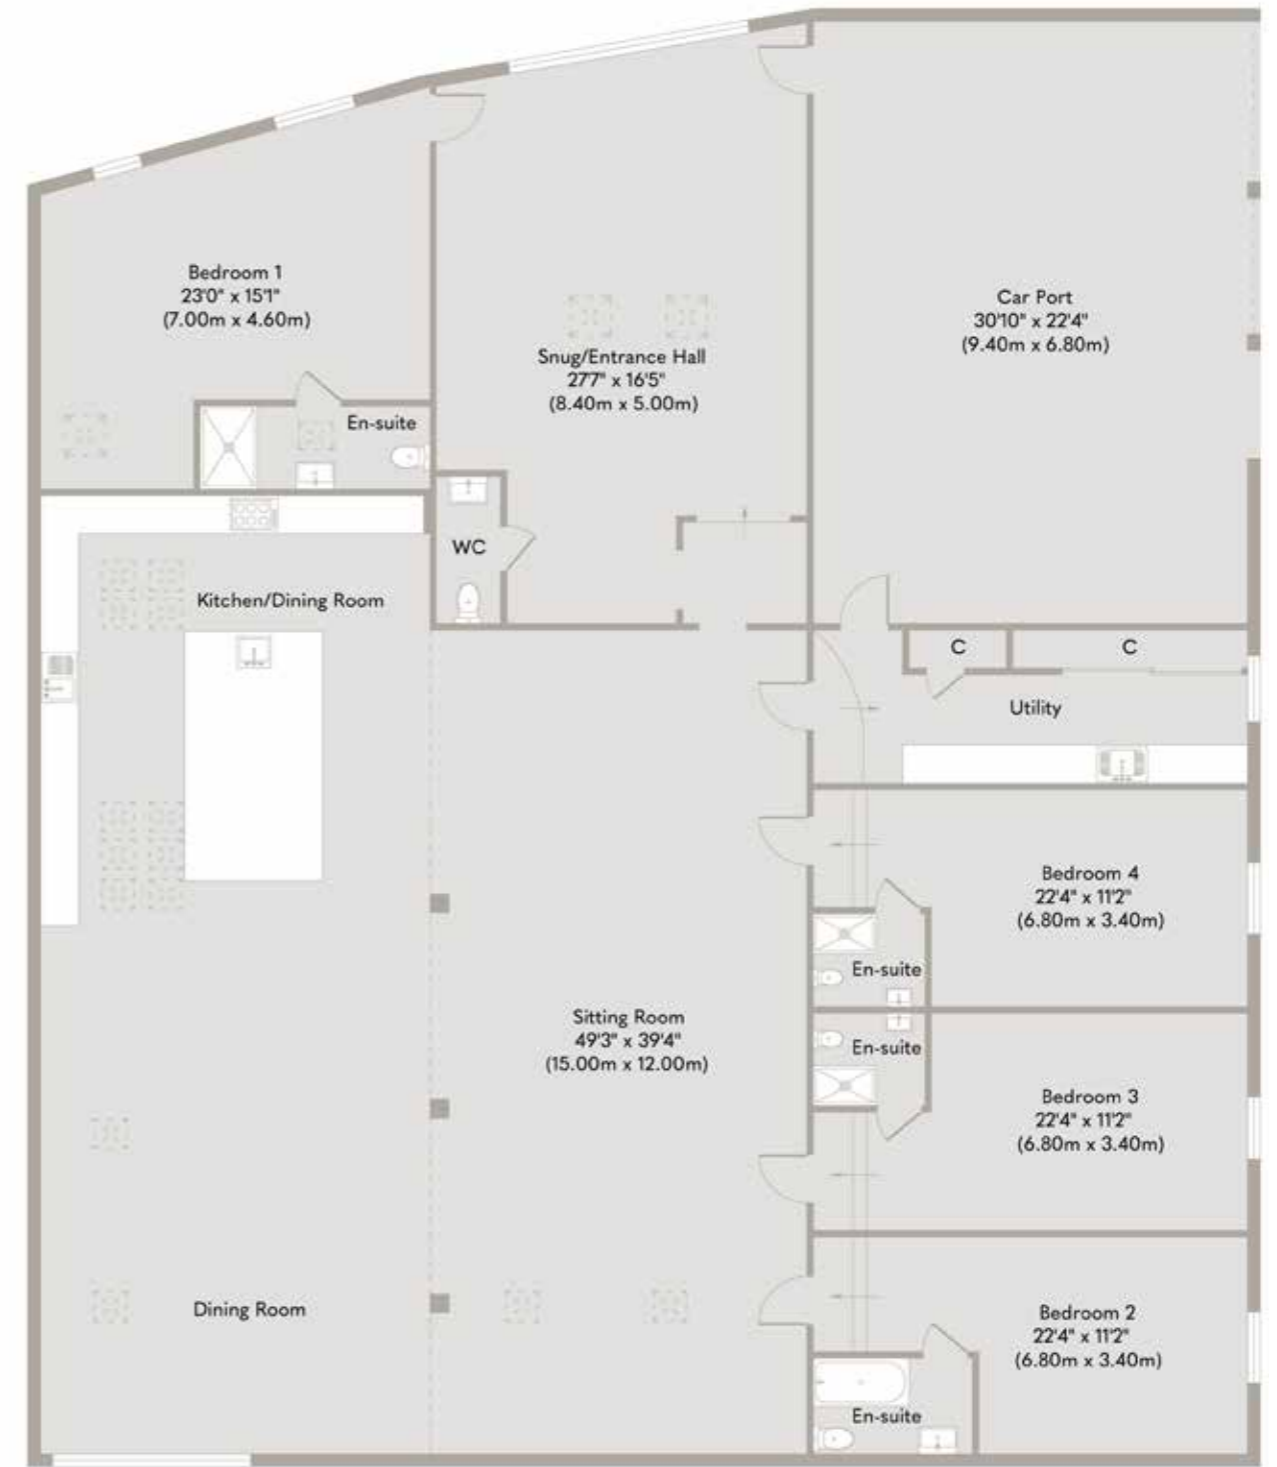 Bedroom 1
23'0" x 15'1"
(7.00m x 4.60m)
En-suite
Snug/Entrance Hall
27'7" x 16'5"
(8.40m x 5.00m)
Car Port
30'10" x 22'4"
(9.40m x 6.80m)
WC
Kitchen/Dining Room
C
C
Utility
Bedroom 4
22'4" x 11'2"
(6.80m x 3.40m)
En-suite
Sitting Room
49'3" x 39'4"
(15.00m x 12.00m)
En-suite
Bedroom 3
22'4" x 11'2"
(6.80m x 3.40m)
Dining Room
Bedroom 2
22'4" x 11'2"
(6.80m x 3.40m)
En-suite